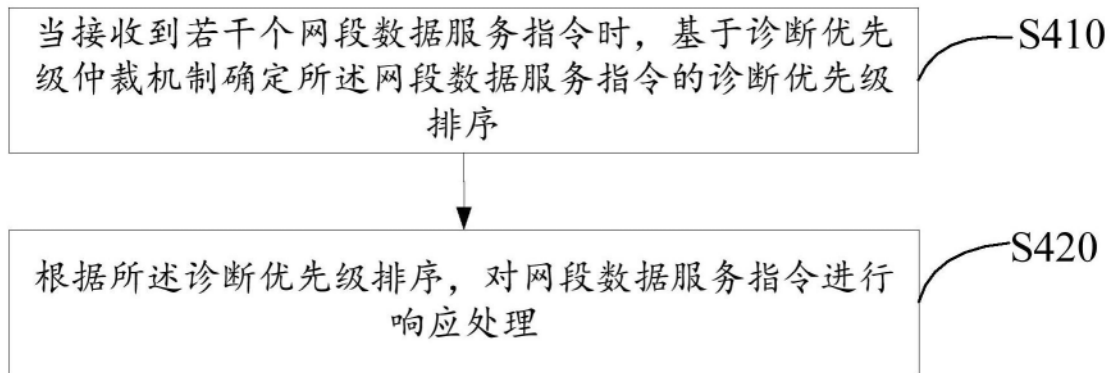 当接收到若干个网段数据服务指令时，基于诊断优先
级仲裁机制确定所述网段数据服务指令的诊断优先级
排序
S410
根据所述诊断优先级排序，对网段数据服务指令进行
响应处理
S420